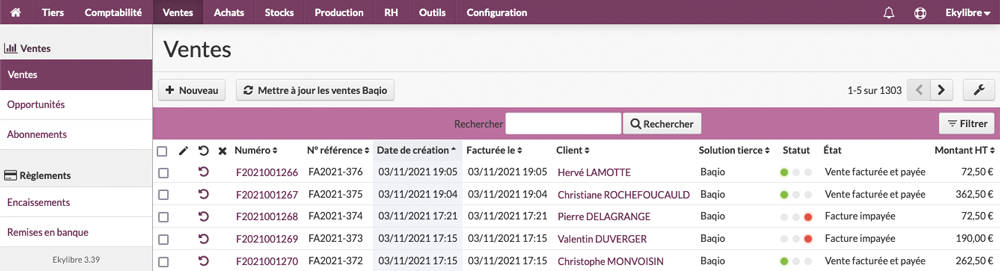 Tiers Comptabilité Ventes Achats Stocks Production RH Outils Configuration Ekylibre
Ventes
Ventes
Opportunités
Abonnements
Règlements
Encaissements
Remises en banque
Ekylibre 3.39
Ventes
Nouveau Mettre à jour les ventes Baqio 1-5 sur 1303
Rechercher Rechercher Filtrer
Numéro N° référence Date de création Facturée le Client Solution tierce Statut État Montant HT
F2021001266 FA2021-376 03/11/2021 19:05 03/11/2021 19:05 Hervé LAMOTTE Baqio Vente facturée et payée 72,50 €
F2021001267 FA2021-375 03/11/2021 19:04 03/11/2021 19:04 Christiane ROCHEFOUCAULD Baqio Vente facturée et payée 362,50 €
F2021001268 FA2021-374 03/11/2021 17:21 03/11/2021 17:21 Pierre DELAGRANGE Baqio Facture impayée 72,50 €
F2021001269 FA2021-373 03/11/2021 17:15 03/11/2021 17:15 Valentin DUVERGER Baqio Facture impayée 190,00 €
F2021001270 FA2021-372 03/11/2021 17:15 03/11/2021 17:15 Christophe MONVOISIN Baqio Vente facturée et payée 262,50 €